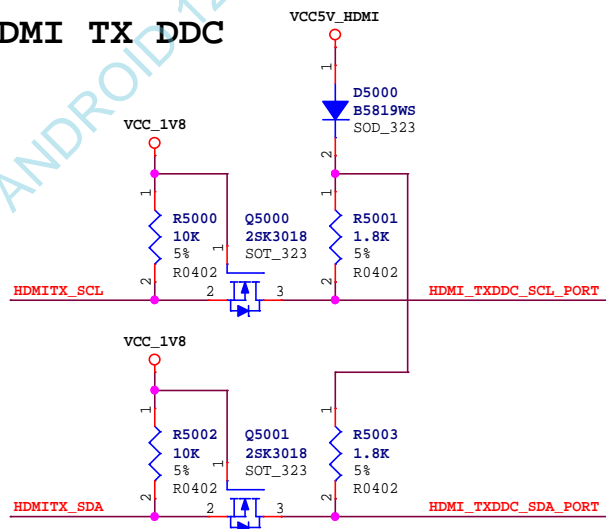 DMI TX DDC
VCC5V_HDMI
ANDROID 12
1
D5000
B5819WS
SOD_323
2
VCC_1V8
1
R5000
10K
5%
R0402
2
Q5000
2SK3018
SOT_323
1
1
R5001
1.8K
5%
R0402
2
HDMITX_SCL
2
3
HDMI_TXDDC_SCL_PORT
VCC_1V8
1
R5002
10K
5%
R0402
2
Q5001
2SK3018
SOT_323
1
1
R5003
1.8K
5%
R0402
2
HDMITX_SDA
2
3
HDMI_TXDDC_SDA_PORT